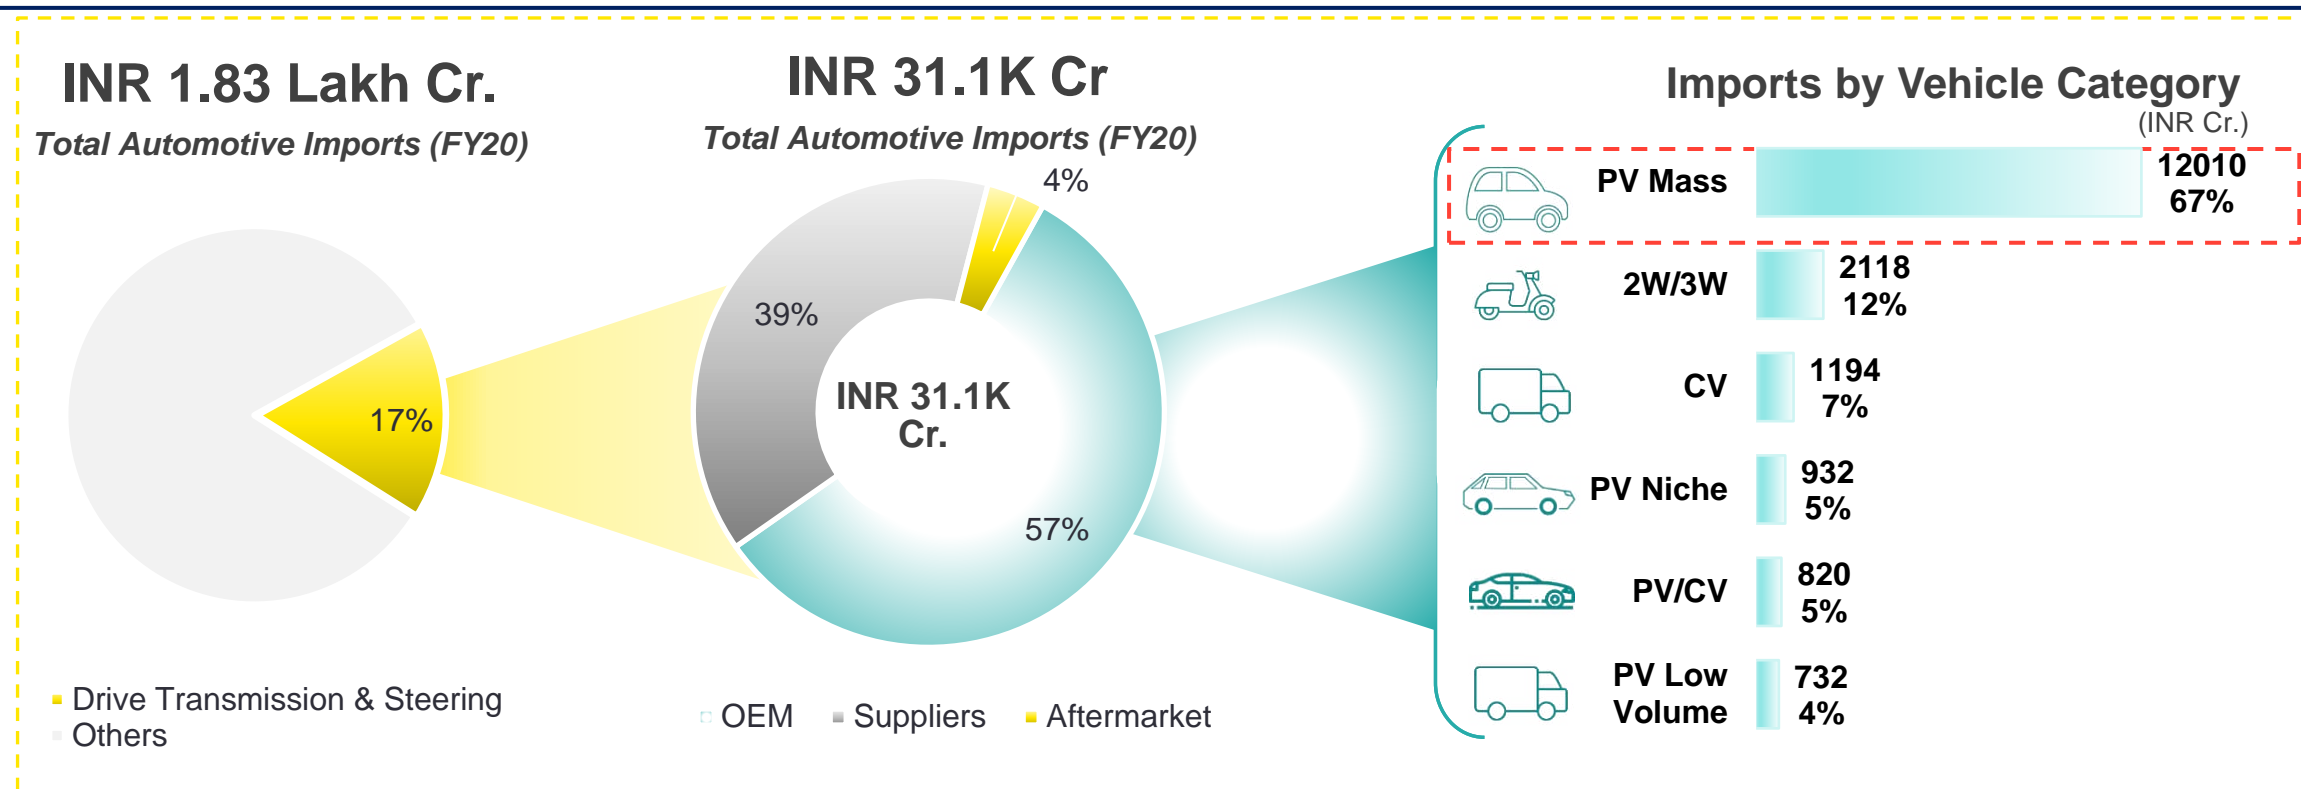 INR 1.83 Lakh Cr.
Total Automotive Imports (FY20)
17%
Drive Transmission & Steering
Others
INR 31.1K Cr
Total Automotive Imports (FY20)
4%
39%
INR 31.1K
Cr.
57%
OEM
Suppliers
Aftermarket
Imports by Vehicle Category
(INR Cr.)
PV Mass
12010
67%
2W/3W
2118
12%
CV
1194
7%
PV Niche
932
5%
PV/CV
820
5%
PV Low
Volume
732
4%